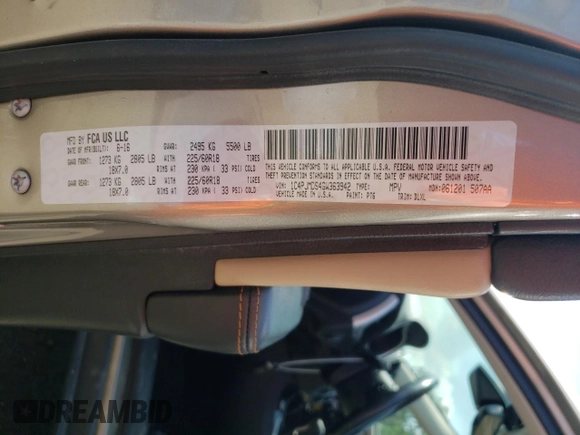 MFD BY FCA US LLC
DATE OF MFR(BUILT): 6-16 GVWR: 2495 KG 5500 LB
GAWR FRONT: 1273 KG 2805 LB WITH 225/60R18 TIRES
18X7.0 RIMS AT 230 KPA/ 33 PSI COLD
GAWR REAR: 1273 KG 2805 LB WITH 225/60R18 TIRES
18X7.0 RIMS AT 230 KPA/ 33 PSI COLD
THIS VEHICLE CONFORMS TO ALL APPLICABLE U.S.A. FEDERAL MOTOR VEHICLE SAFETY AND
THEFT PREVENTION STANDARDS IN EFFECT ON THE DATE OF MANUFACTURE SHOWN ABOVE.
VIN: 1C4PJMDS4GW363942 TYPE: MPV MDH: 061201 507AA
VEHICLE MADE IN U.S.A. PAINT: PTG TRIM: DLXL
DREAMBID